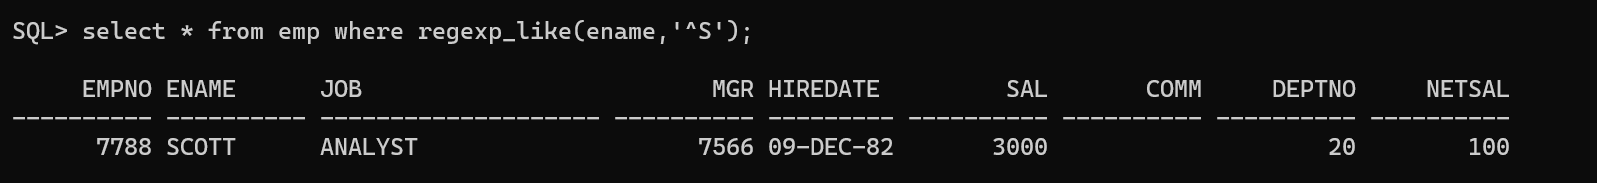 SQL> select * from emp where regexp_like(ename,'^S');
     EMPNO ENAME      JOB                         MGR HIREDATE         SAL       COMM     DEPTNO     NETSAL
---------- ---------- -------------------- ---------- --------- ---------- ---------- ---------- ----------
      7788 SCOTT      ANALYST                    7566 09-DEC-82       3000                    20        100